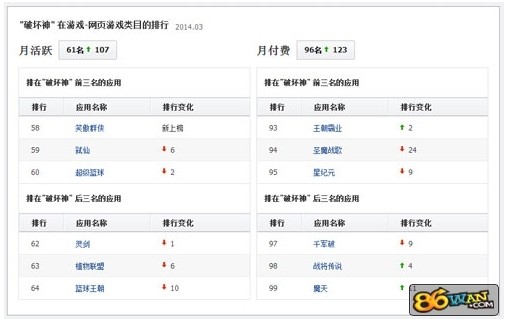 "破坏神" 在游戏-网页游戏类目的排行 2014.03
月活跃 61名 107
月付费 96名 123
排在"破坏神" 前三名的应用
排行 应用名称 排行变化
58 笑傲群侠 新上榜
59 弑仙 6
60 超级篮球 2
排在"破坏神" 前三名的应用
排行 应用名称 排行变化
93 王朝霸业 2
94 圣魔战歌 24
95 星纪元 9
排在"破坏神" 后三名的应用
排行 应用名称 排行变化
62 灵剑 1
63 植物联盟 6
64 篮球王朝 10
排在"破坏神" 后三名的应用
排行 应用名称 排行变化
97 千军破 9
98 战将传说 4
99 魔天
86WAN.COM